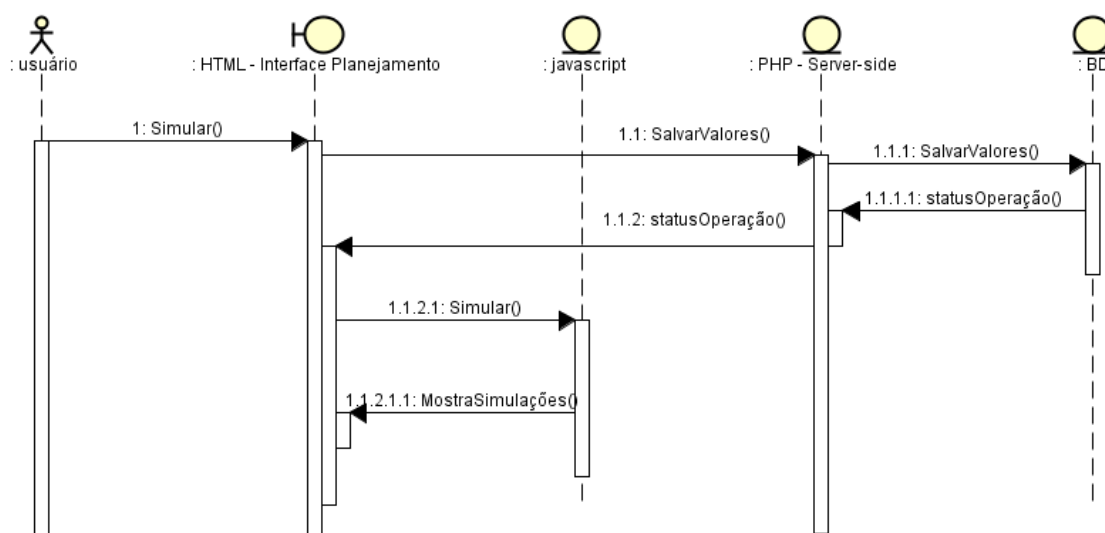 : usuário
: HTML - Interface Planejamento
: javascript
: PHP - Server-side
: BD
1: Simular()
1.1: SalvarValores()
1.1.1: SalvarValores()
1.1.1.1: statusOperação()
1.1.2: statusOperação()
1.1.2.1: Simular()
1.1.2.1.1: MostraSimulações()